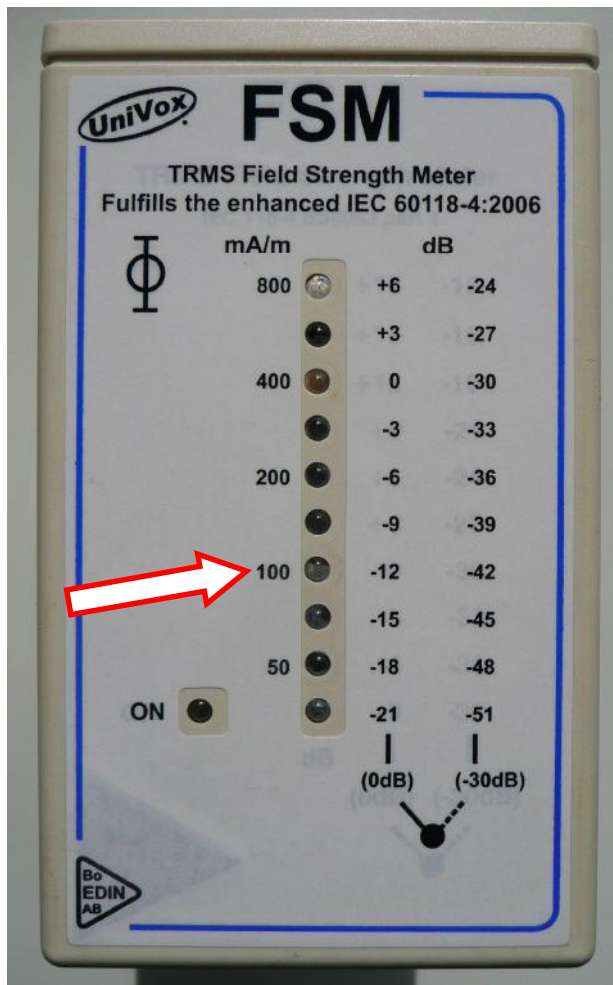 UniVox
FSM
TRMS Field Strength Meter
Fulfills the enhanced IEC 60118-4:2006
mA/m dB
800 +6 -24
+3 -27
400 0 -30
-3 -33
200 -6 -36
-9 -39
100 -12 -42
-15 -45
50 -18 -48
ON -21 -51
(0dB) (-30dB)
Bo
EDIN
AB